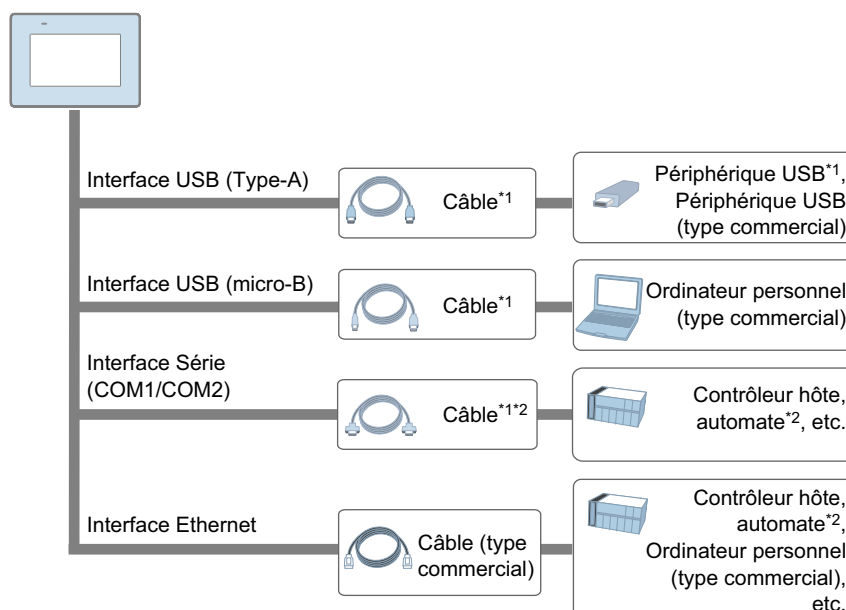 Interface USB (Type-A)
Câble*1
Périphérique USB*1,
Périphérique USB
(type commercial)
Interface USB (micro-B)
Câble*1
Ordinateur personnel
(type commercial)
Interface Série
(COM1/COM2)
Câble*1*2
Contrôleur hôte,
automate*2, etc.
Interface Ethernet
Câble (type
commercial)
Contrôleur hôte,
automate*2,
Ordinateur personnel
(type commercial),
etc.